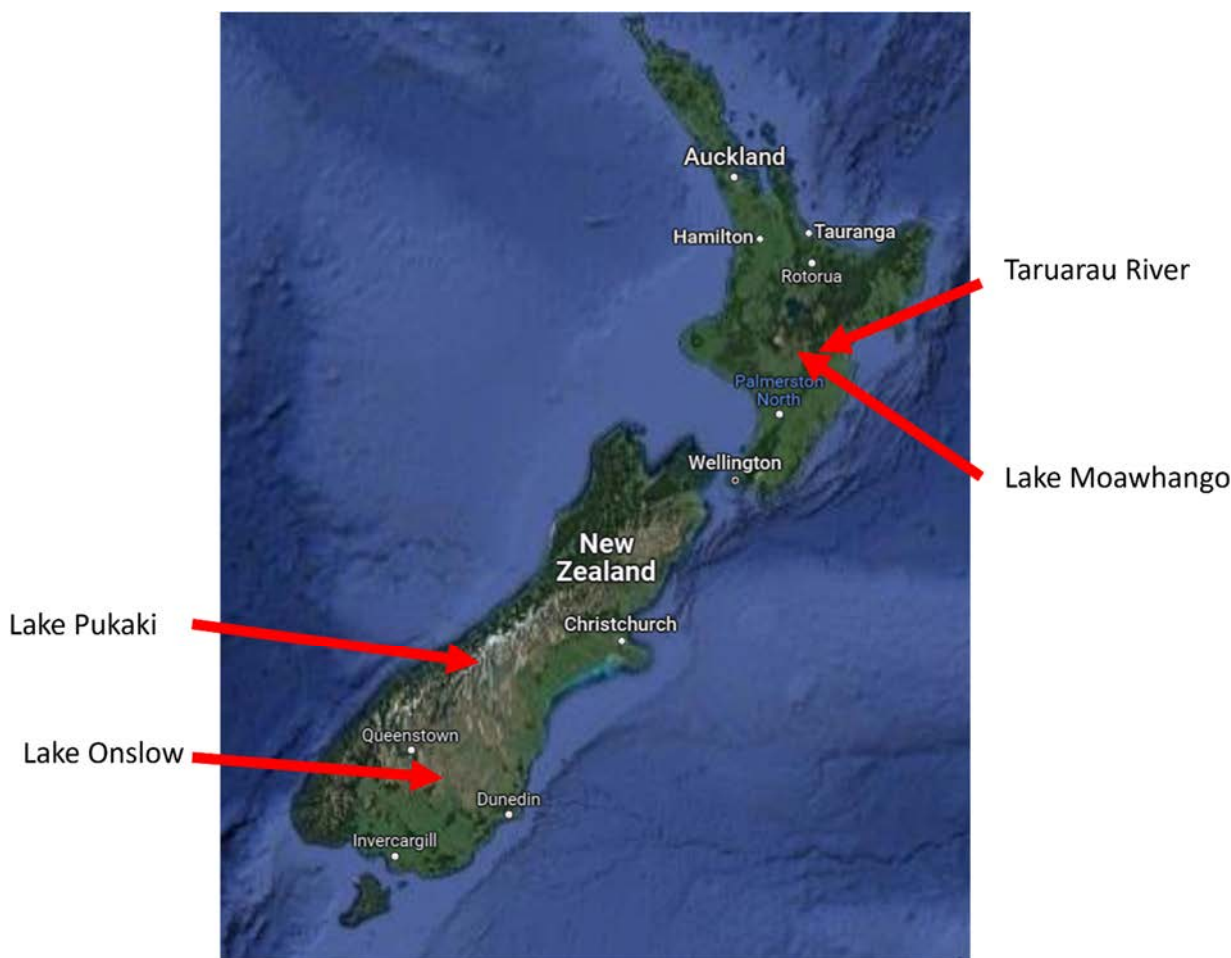 Auckland
Hamilton
Tauranga
Rotorua
Taruarau River
Palmerston
North
Wellington
Lake Moawhango
New
Zealand
Lake Pukaki
Christchurch
Lake Onslow
Queenstown
Dunedin
Invercargill